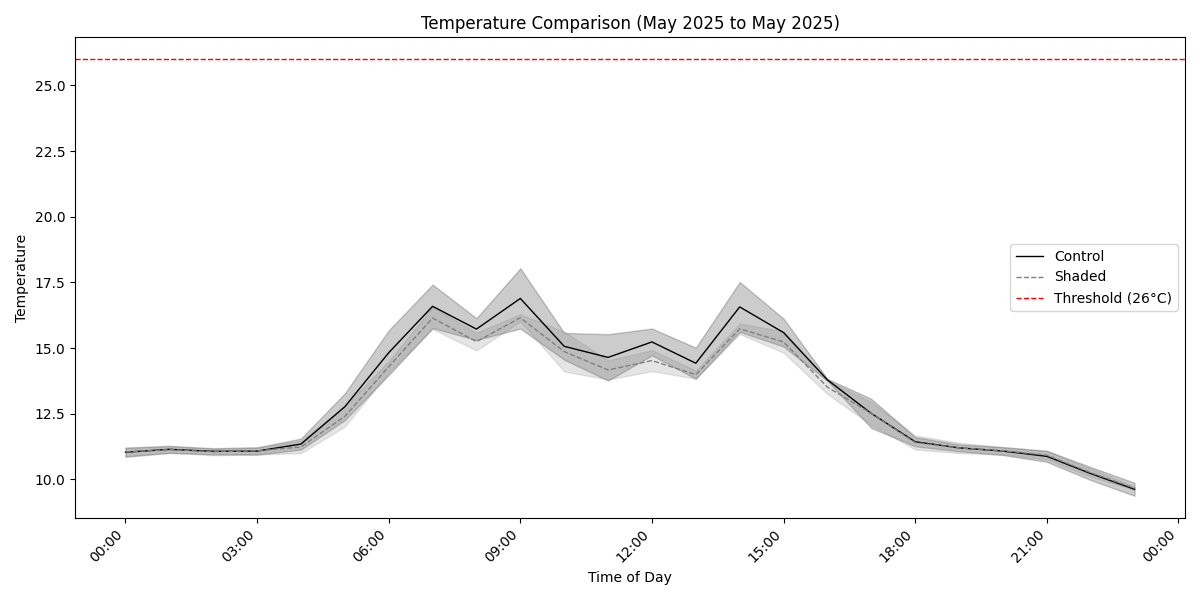 Temperature Comparison (May 2025 to May 2025)
Temperature
25.0
22.5
20.0
17.5
15.0
12.5
10.0
Control
Shaded
Threshold (26°C)
00:00
03:00
06:00
09:00
12:00
15:00
18:00
21:00
00:00
Time of Day